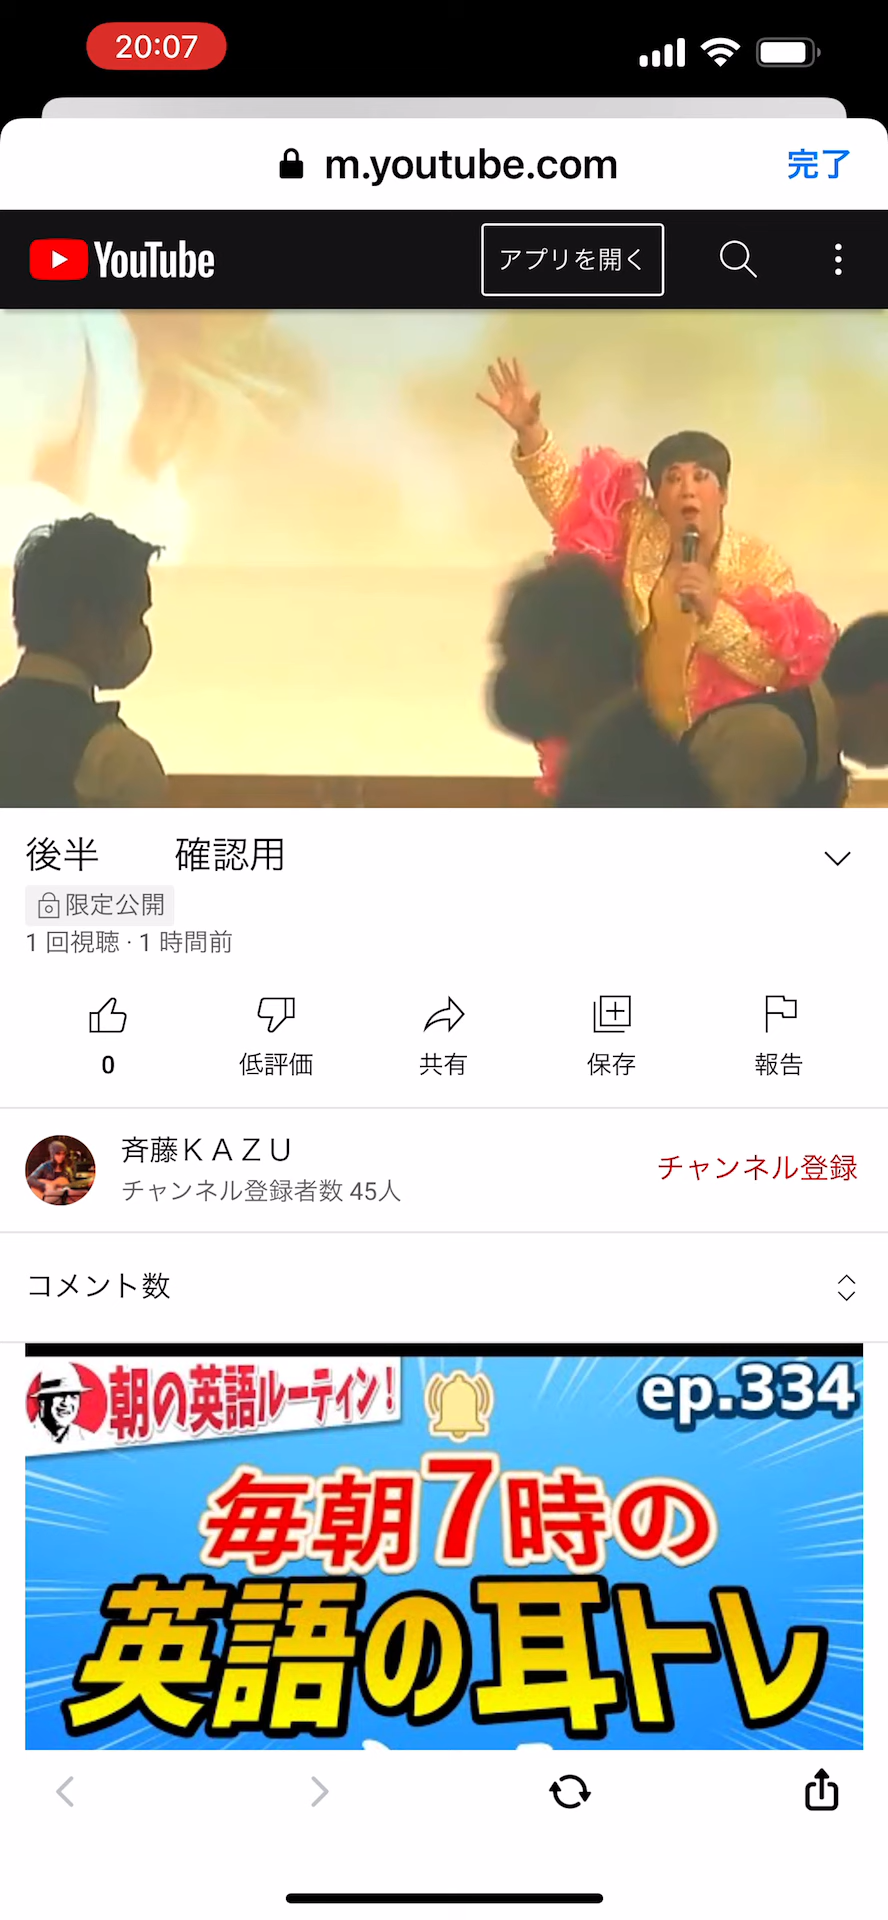 20:07
m.youtube.com
完了
YouTube
アプリを開く
後半　　確認用
限定公開
1 回視聴 · 1 時間前
0
低評価
共有
保存
報告
斉藤ＫＡＺＵ
チャンネル登録者数 45人
チャンネル登録
コメント数
朝の英語ルーティン！
ep.334
毎朝7時の
英語の耳トレ